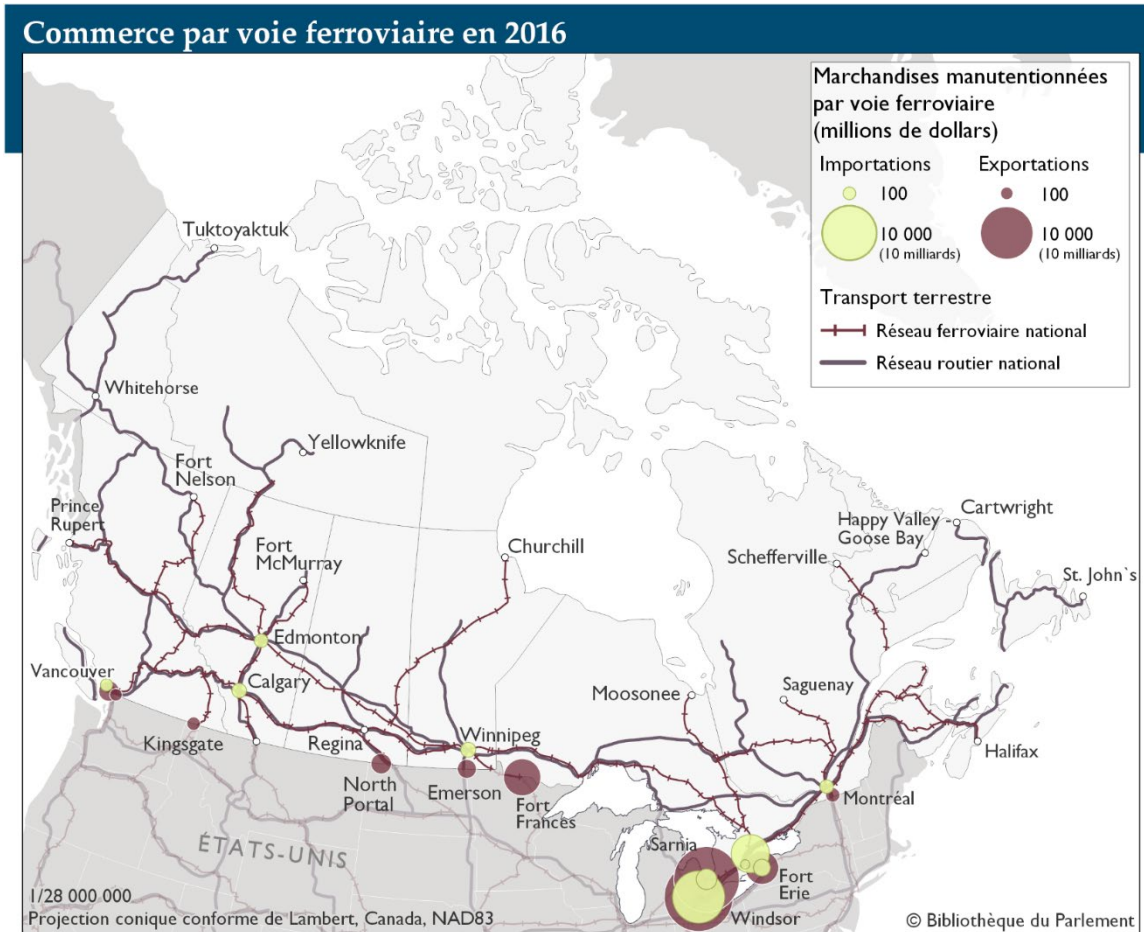 Commerce par voie ferroviaire en 2016
Marchandises manutentionnées
par voie ferroviaire
(millions de dollars)
Importations
Exportations
100
100
10 000
(10 milliards)
10 000
(10 milliards)
Transport terrestre
Réseau ferroviaire national
Réseau routier national
Tuktoyaktuk
Whitehorse
Yellowknife
Fort
Nelson
Prince
Rupert
Fort
McMurray
Churchill
Schefferville
Happy Valley -
Goose Bay
Cartwright
St. John`s
Edmonton
Vancouver
Calgary
Moosonee
Saguenay
Kingsgate
Regina
Winnipeg
Halifax
North
Portal
Emerson
Fort
Frances
Montréal
ÉTATS-UNIS
Sarnia
Fort
Erie
Windsor
1/28 000 000
Projection conique conforme de Lambert, Canada, NAD83
© Bibliothèque du Parlement